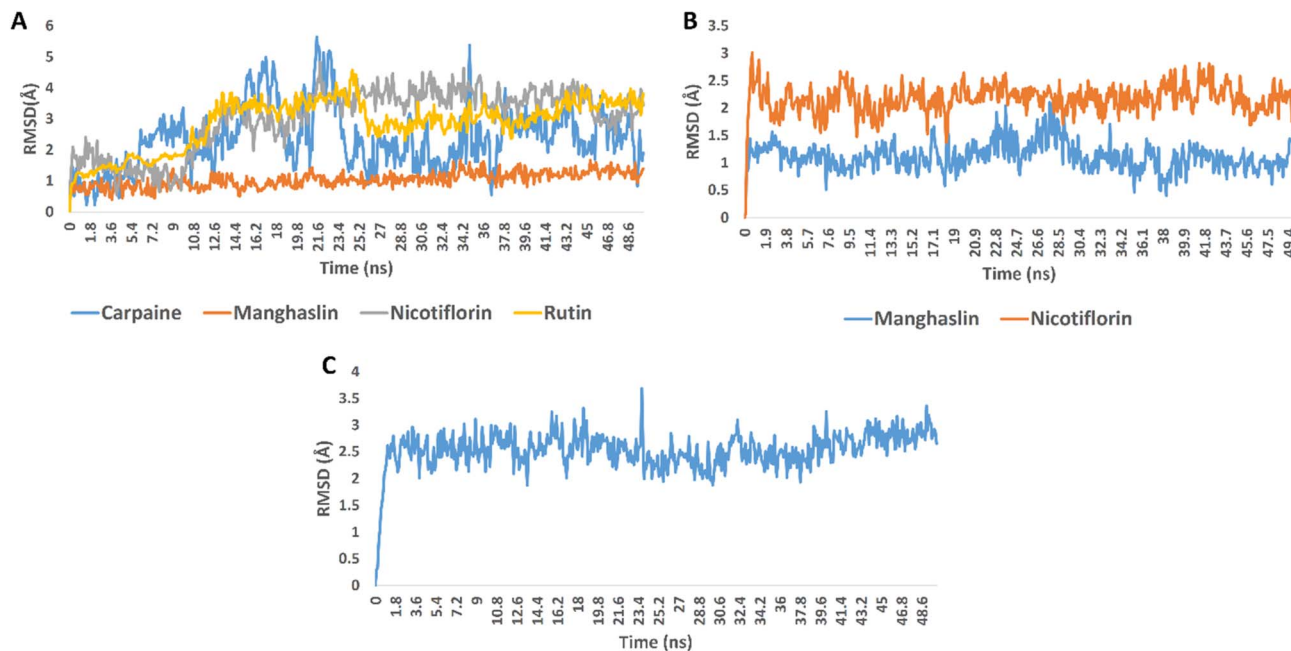 A
6
5
4
3
2
1
0
RMSD(Å)
0 1.8 3.6 5.4 7.2 9 10.8 12.6 14.4 16.2 18 19.8 21.6 23.4 25.2 27 28.8 30.6 32.4 34.2 36 37.8 39.6 41.4 43.2 45 46.8 48.6
Time (ns)
Carpaine Manghaslin Nicotiflorin Rutin
B
3.5
3
2.5
2
1.5
1
0.5
0
RMSD (Å)
0 1.9 3.8 5.7 7.6 9.5 11.4 13.3 15.2 17.1 19 20.9 22.8 24.7 26.6 28.5 30.4 32.3 34.2 36.1 38 39.9 41.8 43.7 45.6 47.5 49.4
Time (ns)
Manghaslin Nicotiflorin
C
4
3.5
3
2.5
2
1.5
1
0.5
0
RMSD (Å)
0 1.8 3.6 5.4 7.2 9 10.8 12.6 14.4 16.2 18 19.8 21.6 23.4 25.2 27 28.8 30.6 32.4 34.2 36 37.8 39.6 41.4 43.2 45 46.8 48.6
Time (ns)